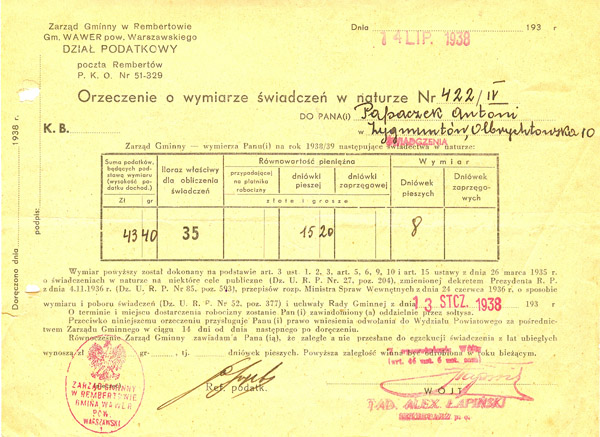 Zarząd Gminny w Rembertowie
Gm. WAWER pow. Warszawskiego
DZIAŁ PODATKOWY
poczta Rembertów
P. K. O. Nr 51-329
Dnia 193 r
14 LIP. 1938
Orzeczenie o wymiarze świadczeń w naturze Nr 422/IV
DO PANA(i) Papaczek Antoni
K. B.
w Zygmuntów, Olbrychtowska 10
ŚWIADCZENIA
Zarząd Gminny — wymierza Panu(i) na rok 1938/39 następujące świadectwa w naturze:
Suma podatków, będących podstawą wymiaru (wysokość podatku dochod.)
Zł gr
Iloraz właściwy dla obliczenia świadczeń
Równowartość pieniężna
przypadającej na płatnika robocizny
dniówki pieszej
dniówki zaprzęgowej
złote i grosze
Wymiar
Dniówek pieszych
Dniówek zaprzęgowych
43 40 35 15 20 8
Wymiar powyższy został dokonany na podstawie art. 3 ust. 1, 2, 3, art. 5, 6, 9, 10 i art. 15 ustawy z dnia 26 marca 1935 r.
o świadczeniach w naturze na niektóre cele publiczne (Dz. U. R. P. Nr. 27, poz. 204), zmienionej dekretem Prezydenta R. P.
z dnia 4.11.1936 r. (Dz. U. R. P. Nr 85, poz. 593), przepisów rozp. Ministra Spraw Wewnętrznych z dnia 24 czerwca 1936 r. o sposobie
wymiaru i poboru świadczeń (Dz. U. R. P. Nr 52, poz. 377) i uchwały Rady Gminnej z dnia 193 r.
13 STCZ. 1938
O terminie i miejscu dostarczenia robocizny zostanie Pan(i) zawiadofiony(a) oddzielnie przez sołtysa.
Przeciwko niniejszemu orzeczeniu przysługuje Panu(i) prawo wniesienia odwołania do Wydziału Powiatowego za pośrednictwem
Zarządu Gminnego w ciągu 14 dni od dnia następnego po doręczeniu.
Równocześnie Zarząd Gminny zawiadamia Pana(ią), że zaległe a nie przesłane do egzekucji świadczenia z lat ubiegłych
wynoszą zł gr., tj. dniówek pieszych. Powyższa zaległość winna być odrobiona w roku bieżącym.
ZARZĄD GMINNY
W REMBERTOWIE
GMINA WAWER
POW.
WARSZAWSKI
1
Ref. podatk.
WÓJT
TAD. ALEX. ŁAPIŃSKI
Doręczono dnia 1938 r.
podpis: